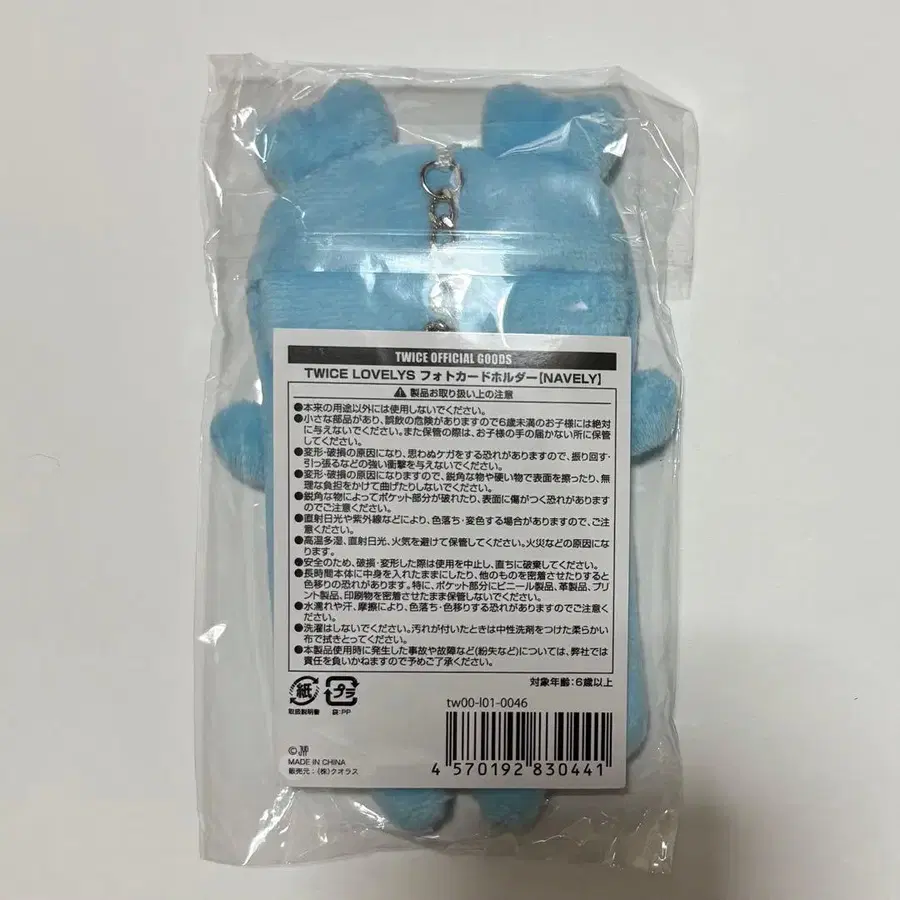 TWICE OFFICIAL GOODS
TWICE LOVELYS フォトカードホルダー【NAVELY】
⚠製品お取り扱い上の注意
●本来の用途以外には使用しないでください。
●小さな部品があり、誤飲の危険がありますので6歳未満のお子様には絶対
に与えないでください。また保管の際は、お子様の手の届かない所に保管
してください。
●変形・破損の原因になり、思わぬケガをする恐れがありますので、振り回す・
引っ張るなどの強い衝撃を与えないでください。
●変形・破損の原因になりますので、鋭角な物や硬い物で表面を擦ったり、無
理な負担をかけて曲げたりしないでください。
●鋭角な物によってポケット部分が破れたり、表面に傷がつく恐れがあります
のでご注意ください。
●直射日光や紫外線などにより、色落ち・変色する場合がありますので、ご注
意ください。
●高温多湿、直射日光、火気を避けて保管してください。火災などの原因にな
ります。
●安全のため、破損・変形した際は使用を中止し、直ちに破棄してください。
●長時間本体に中身を入れたままにしたり、他のものを密着させたりすると
色移りの恐れがあります。特に、ポケット部分にビニール製品、革製品、プリ
ント製品、印刷物を密着させたまま保管しないでください。
●水濡れや汗、摩擦により、色落ち・色移りする恐れがありますのでご注意く
ださい。
●洗濯はしないでください。汚れが付いたときは中性洗剤をつけた柔らかい
布で拭きとってください。
●本製品使用時に発生した事故や故障など(紛失など)については、弊社では
責任を負いかねますので予めご了承ください。
対象年齢:6歳以上
紙 プラ
取扱説明書 袋:PP
tw00-l01-0046
©JYP
MADE IN CHINA
販売元:(株)クオラス
4 570192 830441